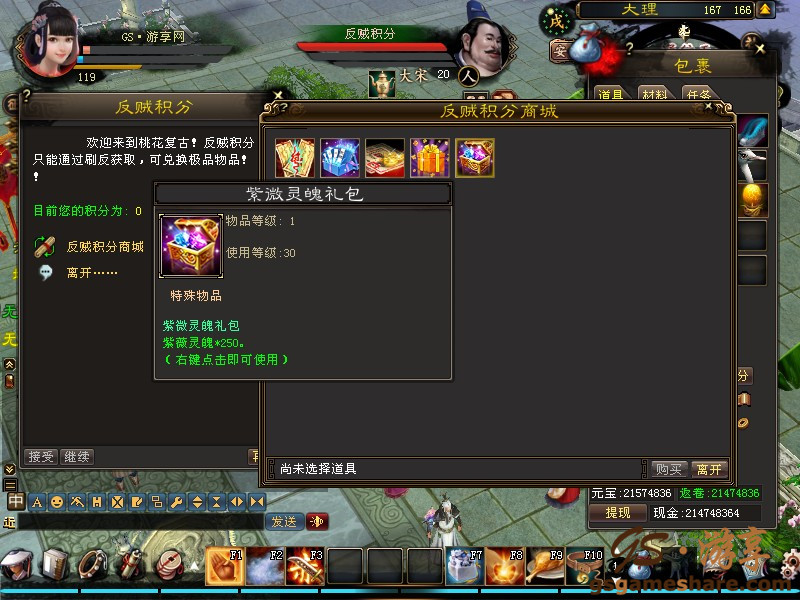 GS·游享网
119
反贼积分
大宋 20 人
戌
大理 167 166
安
包裹
道具 材料 任务
反贼积分
欢迎来到桃花复古！反贼积分
只能通过刷反获取，可兑换极品物品！
！
目前您的积分为: 0
反贼积分商城
离开……
接受 继续
反贼积分商城
紫微灵魄礼包
物品等级: 1
使用等级:30
特殊物品
紫微灵魄礼包
紫薇灵魄*250。
（右键点击即可使用）
尚未选择道具
购买 离开
元宝:21574836 返卷:21474836
提现 现金:214748364
中
近
发送
F1 F2 F3 F7 F8 F9 F10
1
GS·游享
gsgameshare.com